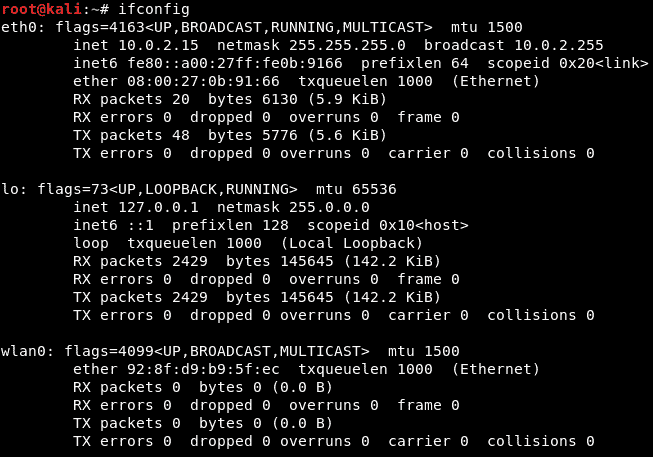 root@kali:~# ifconfig
eth0: flags=4163<UP,BROADCAST,RUNNING,MULTICAST>  mtu 1500
        inet 10.0.2.15  netmask 255.255.255.0  broadcast 10.0.2.255
        inet6 fe80::a00:27ff:fe0b:9166  prefixlen 64  scopeid 0x20<link>
        ether 08:00:27:0b:91:66  txqueuelen 1000  (Ethernet)
        RX packets 20  bytes 6130 (5.9 KiB)
        RX errors 0  dropped 0  overruns 0  frame 0
        TX packets 48  bytes 5776 (5.6 KiB)
        TX errors 0  dropped 0 overruns 0  carrier 0  collisions 0

lo: flags=73<UP,LOOPBACK,RUNNING>  mtu 65536
        inet 127.0.0.1  netmask 255.0.0.0
        inet6 ::1  prefixlen 128  scopeid 0x10<host>
        loop  txqueuelen 1000  (Local Loopback)
        RX packets 2429  bytes 145645 (142.2 KiB)
        RX errors 0  dropped 0  overruns 0  frame 0
        TX packets 2429  bytes 145645 (142.2 KiB)
        TX errors 0  dropped 0 overruns 0  carrier 0  collisions 0

wlan0: flags=4099<UP,BROADCAST,MULTICAST>  mtu 1500
        ether 92:8f:d9:b9:5f:ec  txqueuelen 1000  (Ethernet)
        RX packets 0  bytes 0 (0.0 B)
        RX errors 0  dropped 0  overruns 0  frame 0
        TX packets 0  bytes 0 (0.0 B)
        TX errors 0  dropped 0 overruns 0  carrier 0  collisions 0